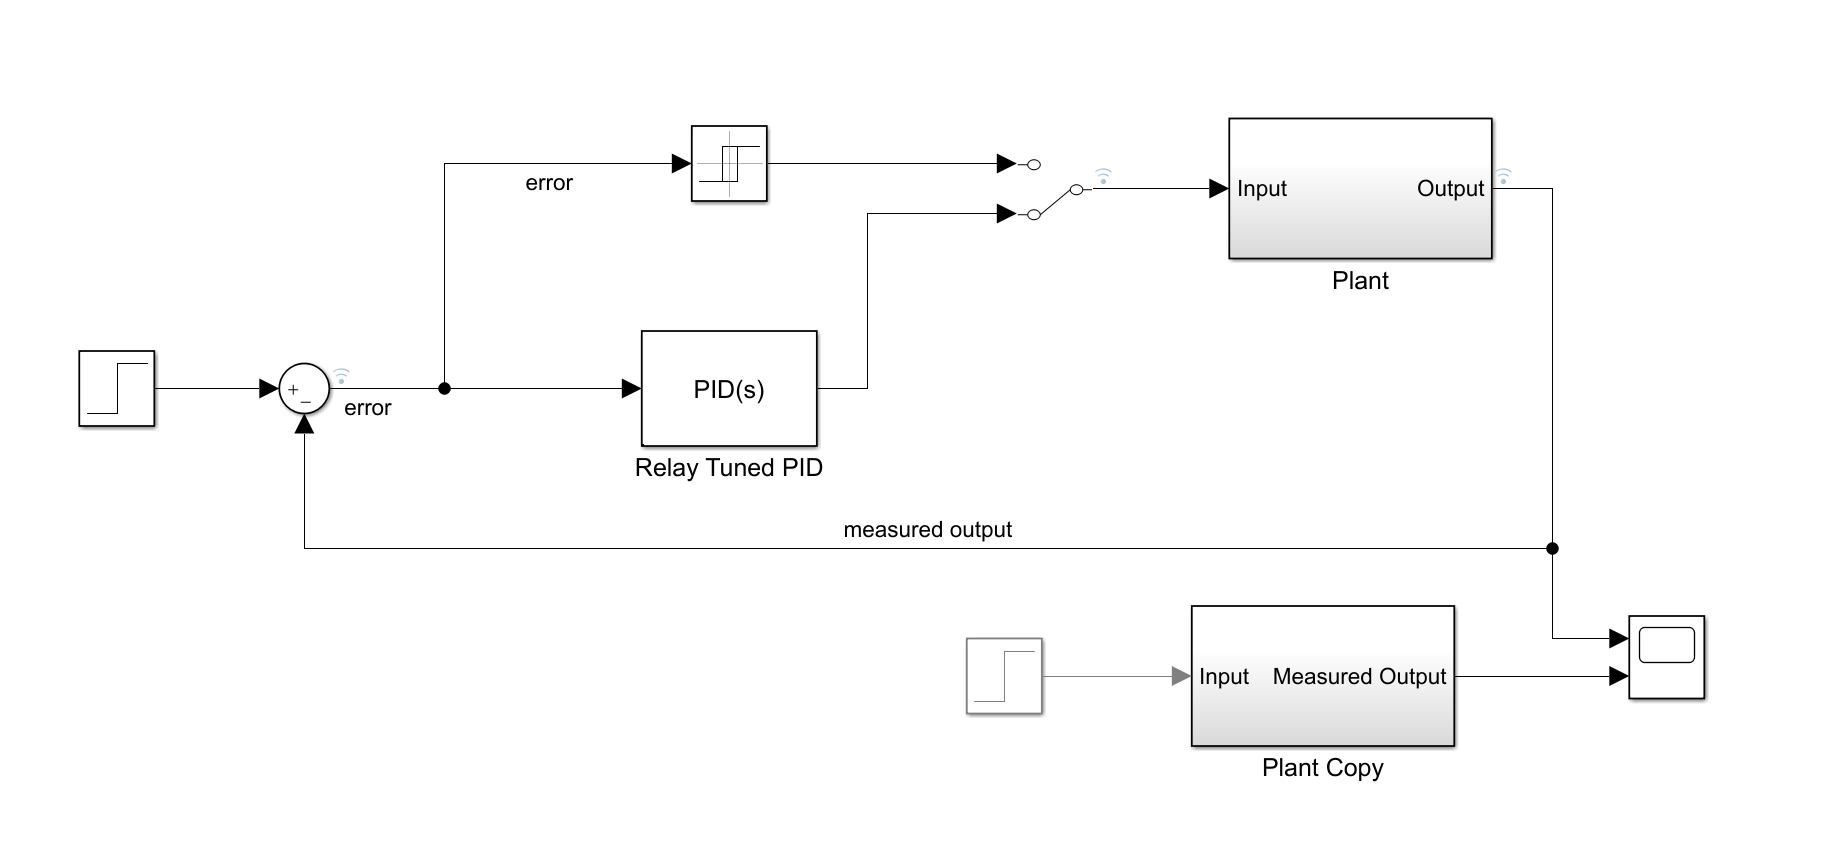 error
Input
Output
Plant
+
−
error
PID(s)
Relay Tuned PID
measured output
Input
Measured Output
Plant Copy